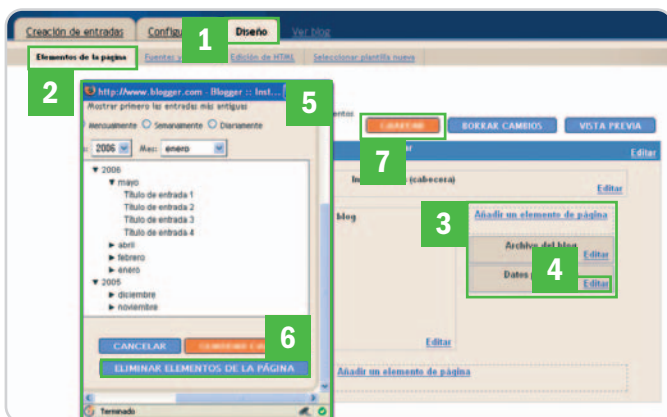 Creación de entradas
1
Diseño
Ver blog
2
Elementos de la página
Edición de HTML
Seleccionar plantilla nueva
http://www.blogger.com - Blogger :: Inst...
5
Mostrar primero las entradas más antiguas
Mensualmente Semanalmente Diariamente
2006 Mes: enero
▼ 2006
▼ mayo
Título de entrada 1
Título de entrada 2
Título de entrada 3
Título de entrada 4
► abril
► febrero
► enero
▼ 2005
► diciembre
► noviembre
CANCELAR
6
ELIMINAR ELEMENTOS DE LA PÁGINA
Terminado
BORRAR CAMBIOS
VISTA PREVIA
7
Editar
(cabecera)
Editar
blog
3
Añadir un elemento de página
Archivo del blog
Editar
Datos
4
Editar
Editar
Añadir un elemento de página